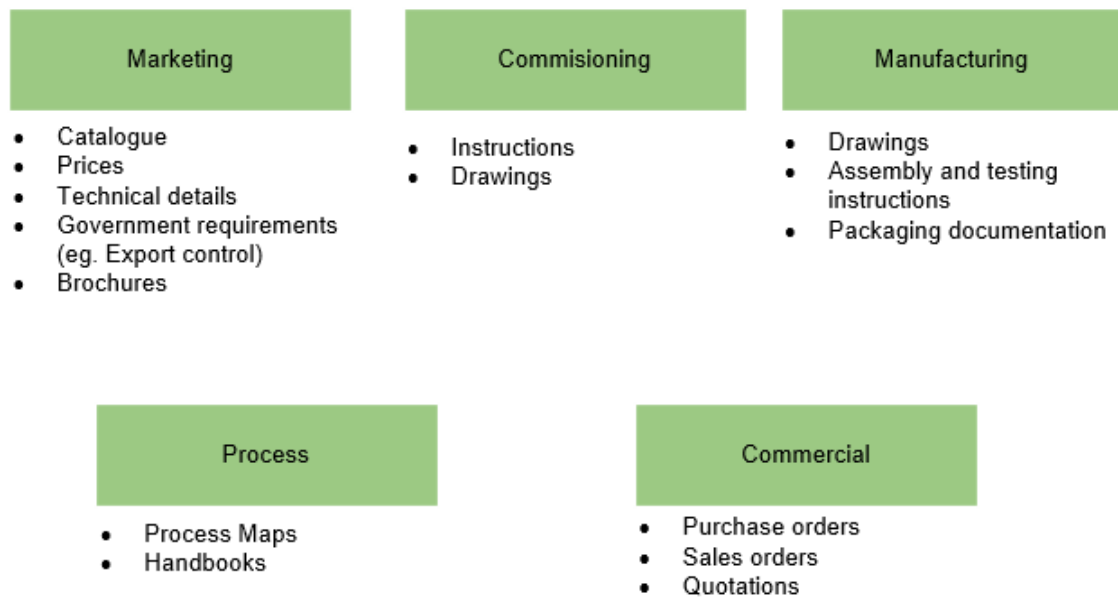 Marketing
Commisioning
Manufacturing
• Catalogue
• Prices
• Technical details
• Government requirements
(eg. Export control)
• Brochures
• Instructions
• Drawings
• Drawings
• Assembly and testing
instructions
• Packaging documentation
Process
Commercial
• Process Maps
• Handbooks
• Purchase orders
• Sales orders
• Quotations